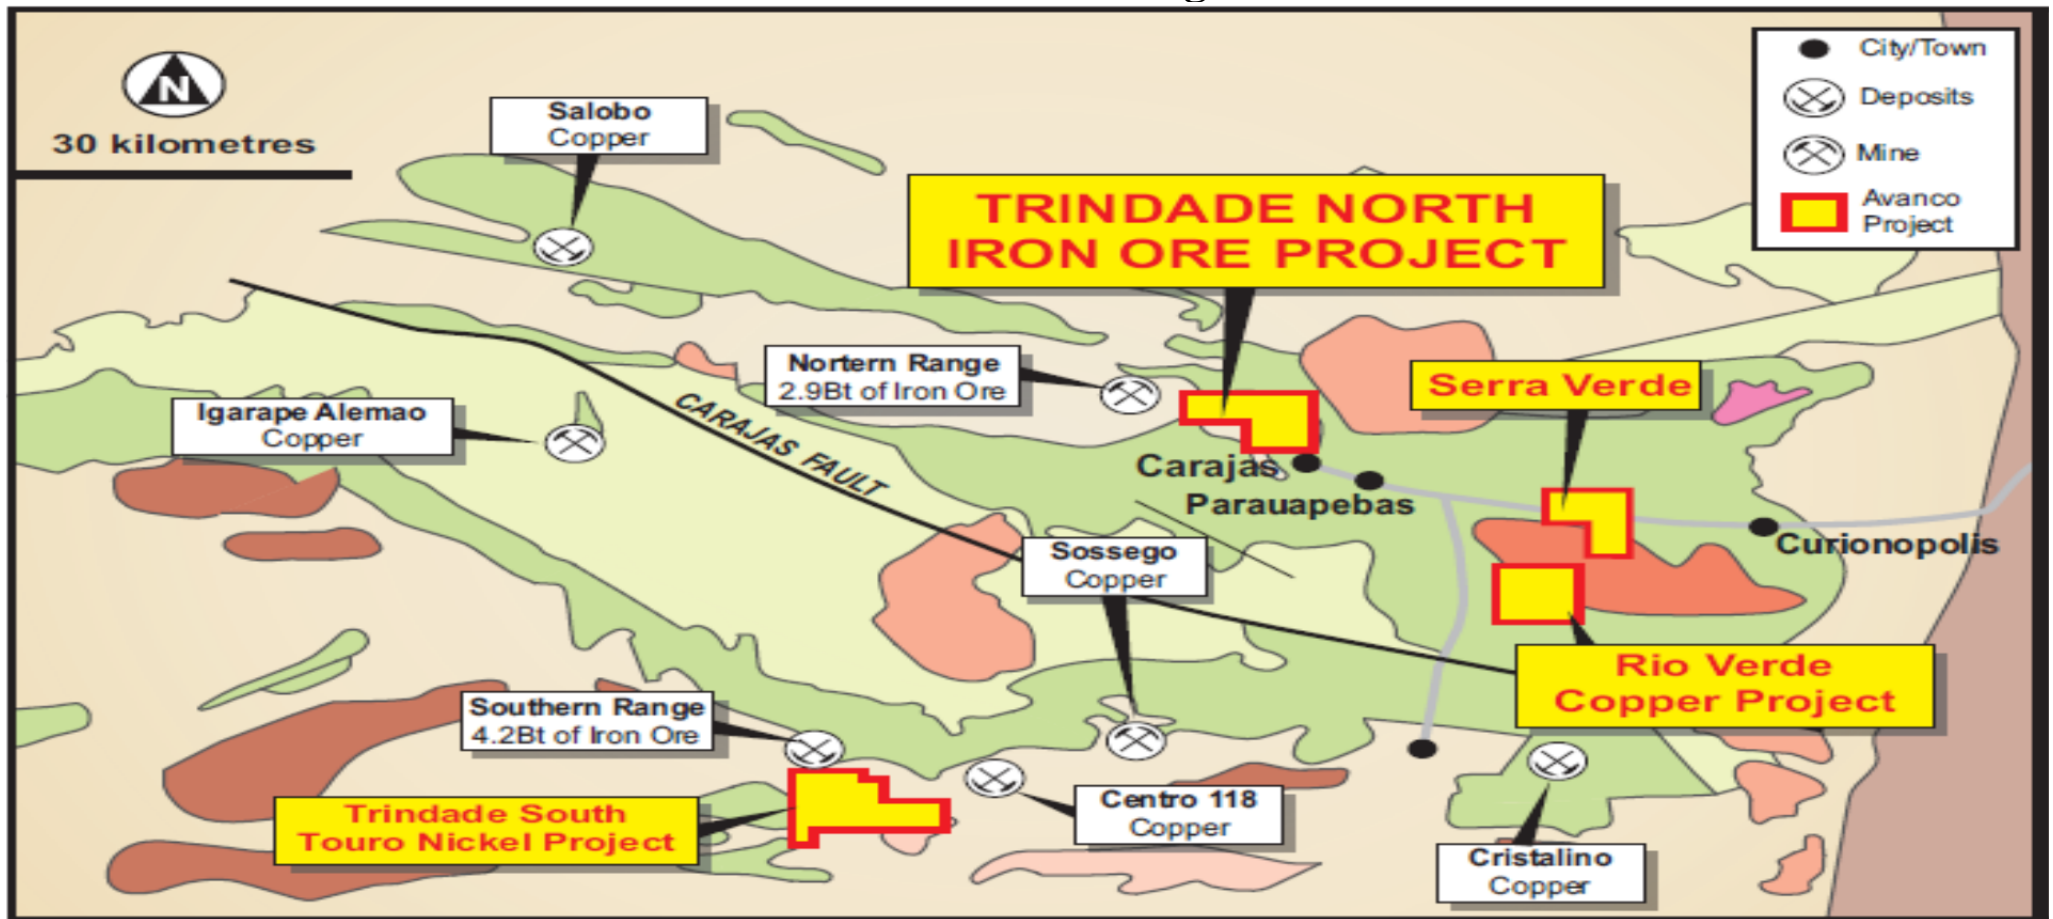 N
30 kilometres
Salobo
Copper
City/Town
Deposits
Mine
Avanco
Project
TRINDADE NORTH
IRON ORE PROJECT
Nortern Range
2.9Bt of Iron Ore
Serra Verde
Igarape Alemao
Copper
CARAJAS FAULT
Carajas
Parauapebas
Curionopolis
Sossego
Copper
Rio Verde
Copper Project
Southern Range
4.2Bt of Iron Ore
Trindade South
Touro Nickel Project
Centro 118
Copper
Cristalino
Copper